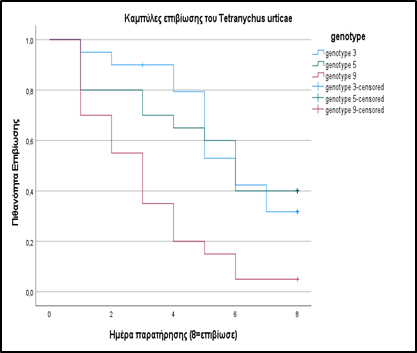 Καμπύλες επιβίωσης του Tetranychus urticae
genotype
genotype 3
genotype 5
genotype 9
genotype 3-censored
genotype 5-censored
genotype 9-censored
Πιθανότητα Επιβίωσης
1,0
0,8
0,6
0,4
0,2
0,0
0 2 4 6 8
Ημέρα παρατήρησης (8=επιβίωσε)